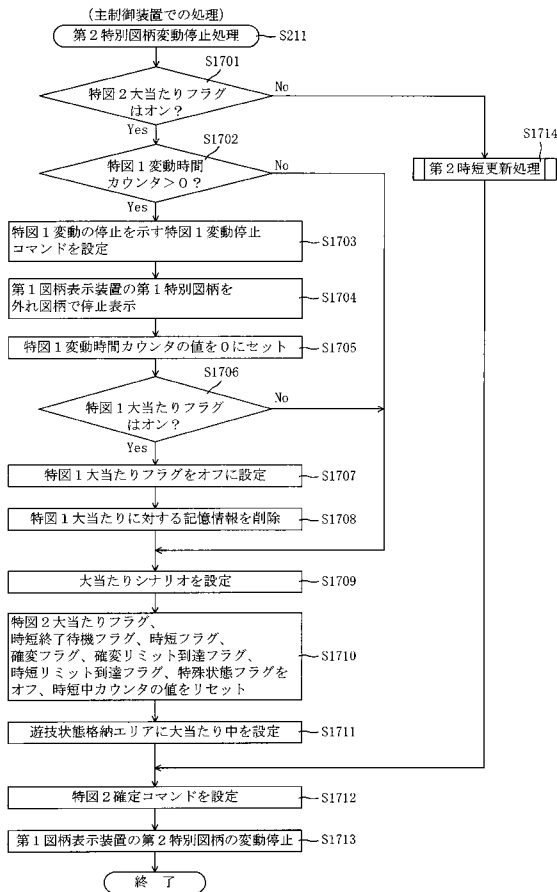 (主制御装置での処理)
第2特別図柄変動停止処理
S211
S1701
特図2大当たりフラグ
はオン?
No
Yes
S1714
第2時短更新処理
S1702
特図1変動時間
カウンタ>0?
No
Yes
特図1変動の停止を示す特図1変動停止
コマンドを設定
S1703
第1図柄表示装置の第1特別図柄を
外れ図柄で停止表示
S1704
特図1変動時間カウンタの値を0にセット
S1705
S1706
特図1大当たりフラグ
はオン?
No
Yes
特図1大当たりフラグをオフに設定
S1707
特図1大当たりに対する記憶情報を削除
S1708
大当たりシナリオを設定
S1709
特図2大当たりフラグ、
時短終了待機フラグ、時短フラグ、
確変フラグ、確変リミット到達フラグ、
時短リミット到達フラグ、特殊状態フラグを
オフ、時短中カウンタの値をリセット
S1710
遊技状態格納エリアに大当たり中を設定
S1711
特図2確定コマンドを設定
S1712
第1図柄表示装置の第2特別図柄の変動停止
S1713
終了